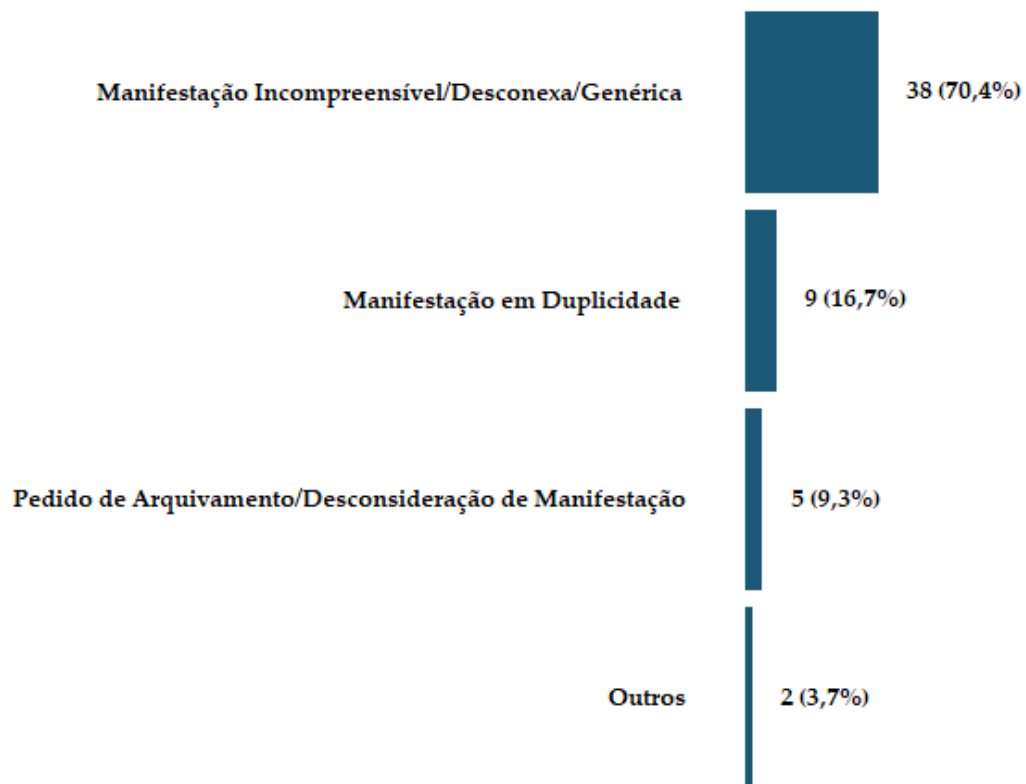 Manifestação Incompreensível/Desconexa/Genérica 38 (70,4%)
Manifestação em Duplicidade 9 (16,7%)
Pedido de Arquivamento/Desconsideração de Manifestação 5 (9,3%)
Outros 2 (3,7%)